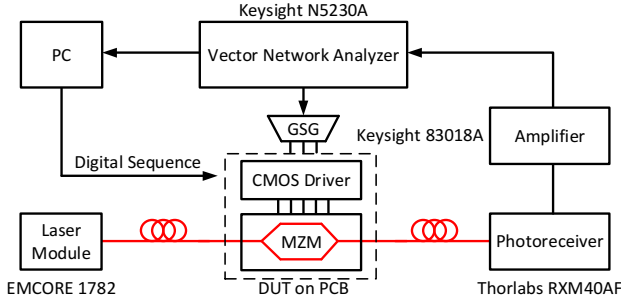 Keysight N5230A
PC
Vector Network Analyzer
GSG
Keysight 83018A
Amplifier
Digital Sequence
CMOS Driver
Laser
Module
MZM
Photoreceiver
EMCORE 1782
DUT on PCB
Thorlabs RXM40AF